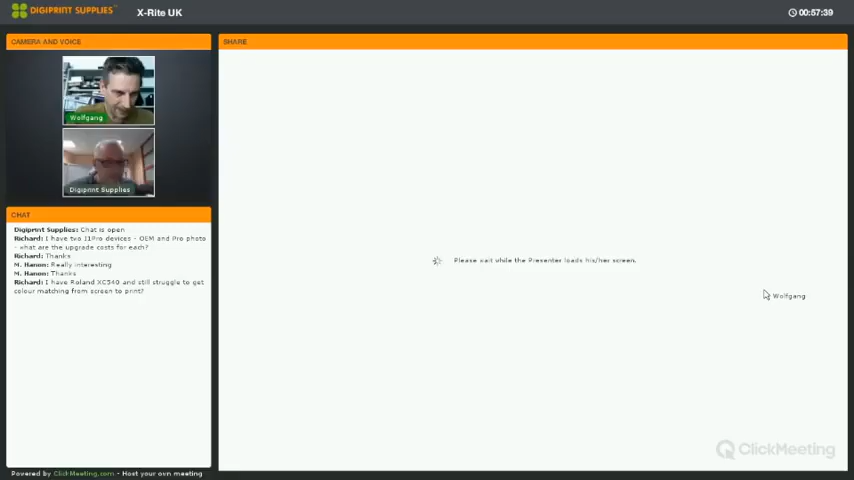 DIGIPRINT SUPPLIES™
X-Rite UK
00:57:39
CAMERA AND VOICE
Wolfgang
Digiprint Supplies
CHAT
Digiprint Supplies: Chat is open
Richard: I have two I1Pro devices - OEM and Pro photo
- what are the upgrade costs for each?
Richard: Thanks
M. Hanon: Really interesting
M. Hanon: Thanks
Richard: I have Roland XC540 and still struggle to get
colour matching from screen to print?
SHARE
Please wait while the Presenter loads his/her screen.
Wolfgang
ClickMeeting
Powered by ClickMeeting.com - Host your own meeting